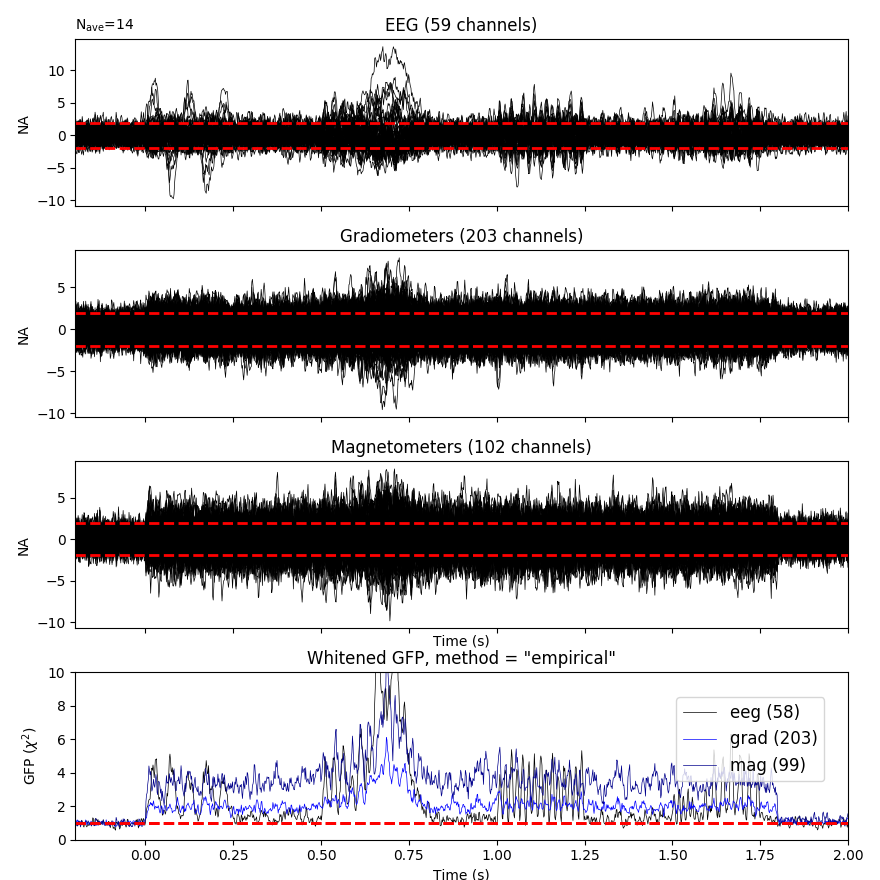 N_ave=14
EEG (59 channels)
10
5
0
−5
−10
NA
Gradiometers (203 channels)
5
0
−5
−10
NA
Magnetometers (102 channels)
5
0
−5
−10
NA
Time (s)
Whitened GFP, method = "empirical"
10
8
6
4
2
0
GFP (χ²)
eeg (58)
grad (203)
mag (99)
0.00 0.25 0.50 0.75 1.00 1.25 1.50 1.75 2.00
Time (s)